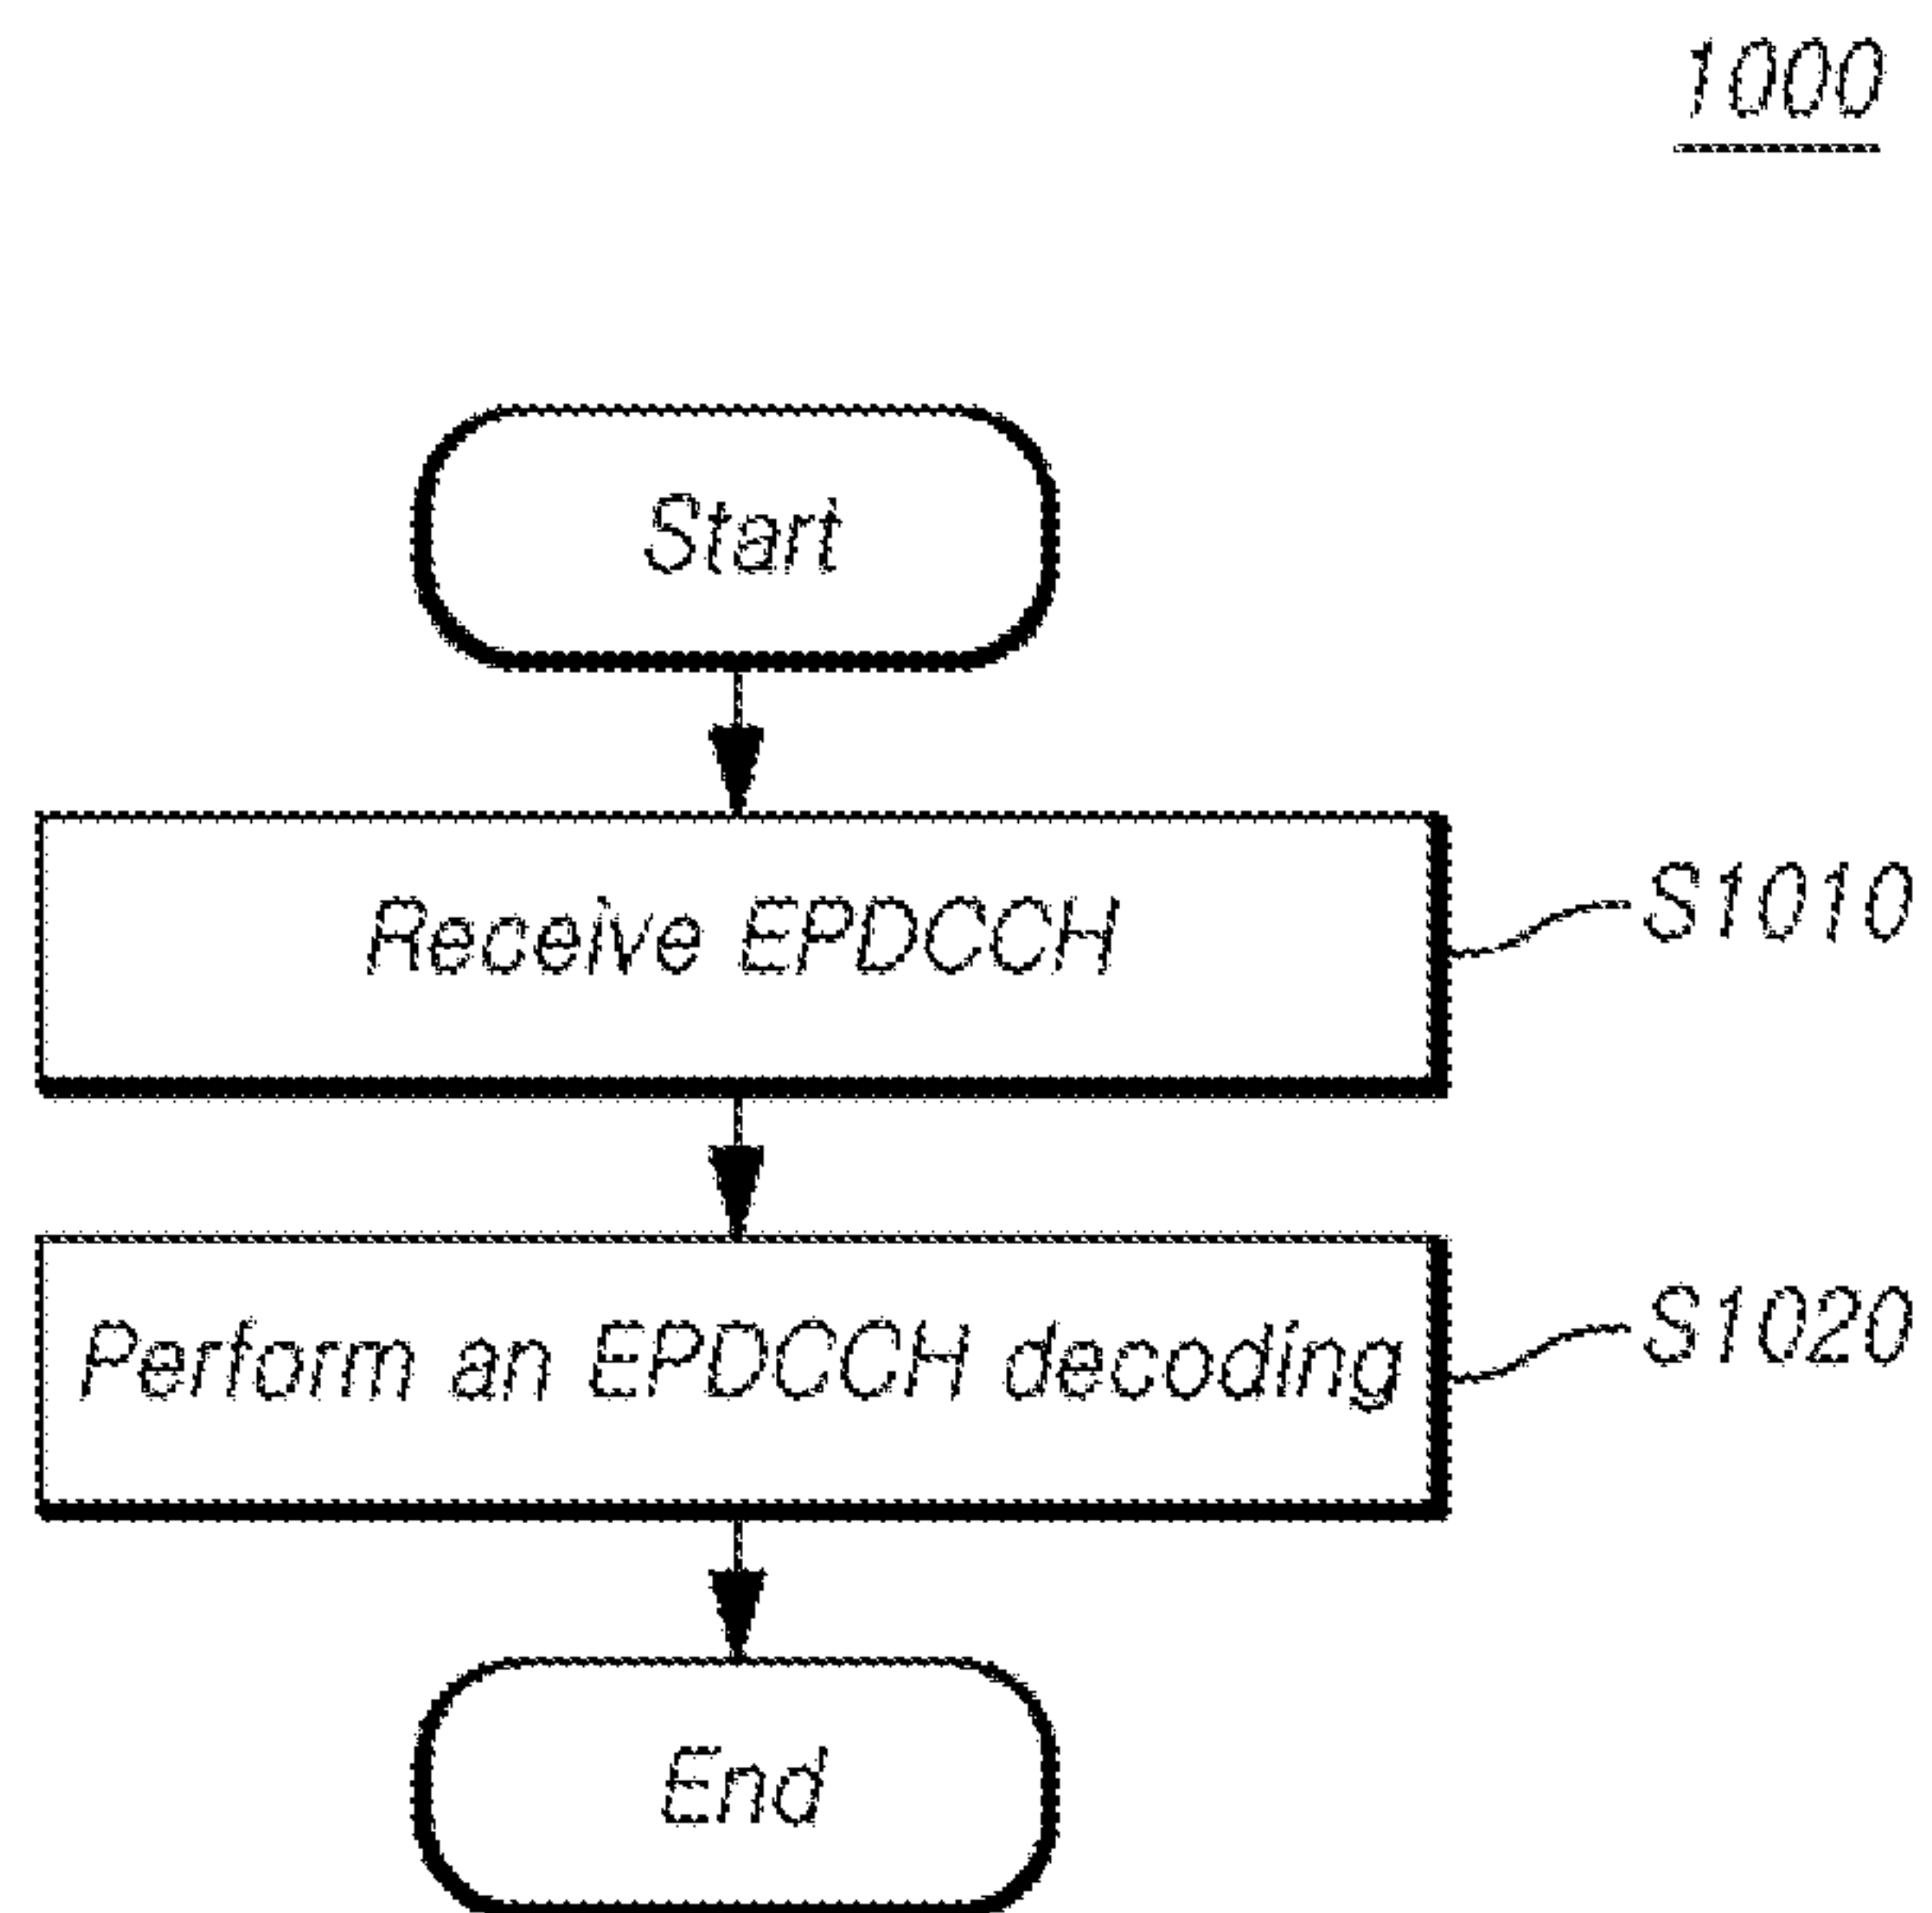 1000
Start
Receive EPDCCH
S1010
Perform an EPDCCH decoding
S1020
End